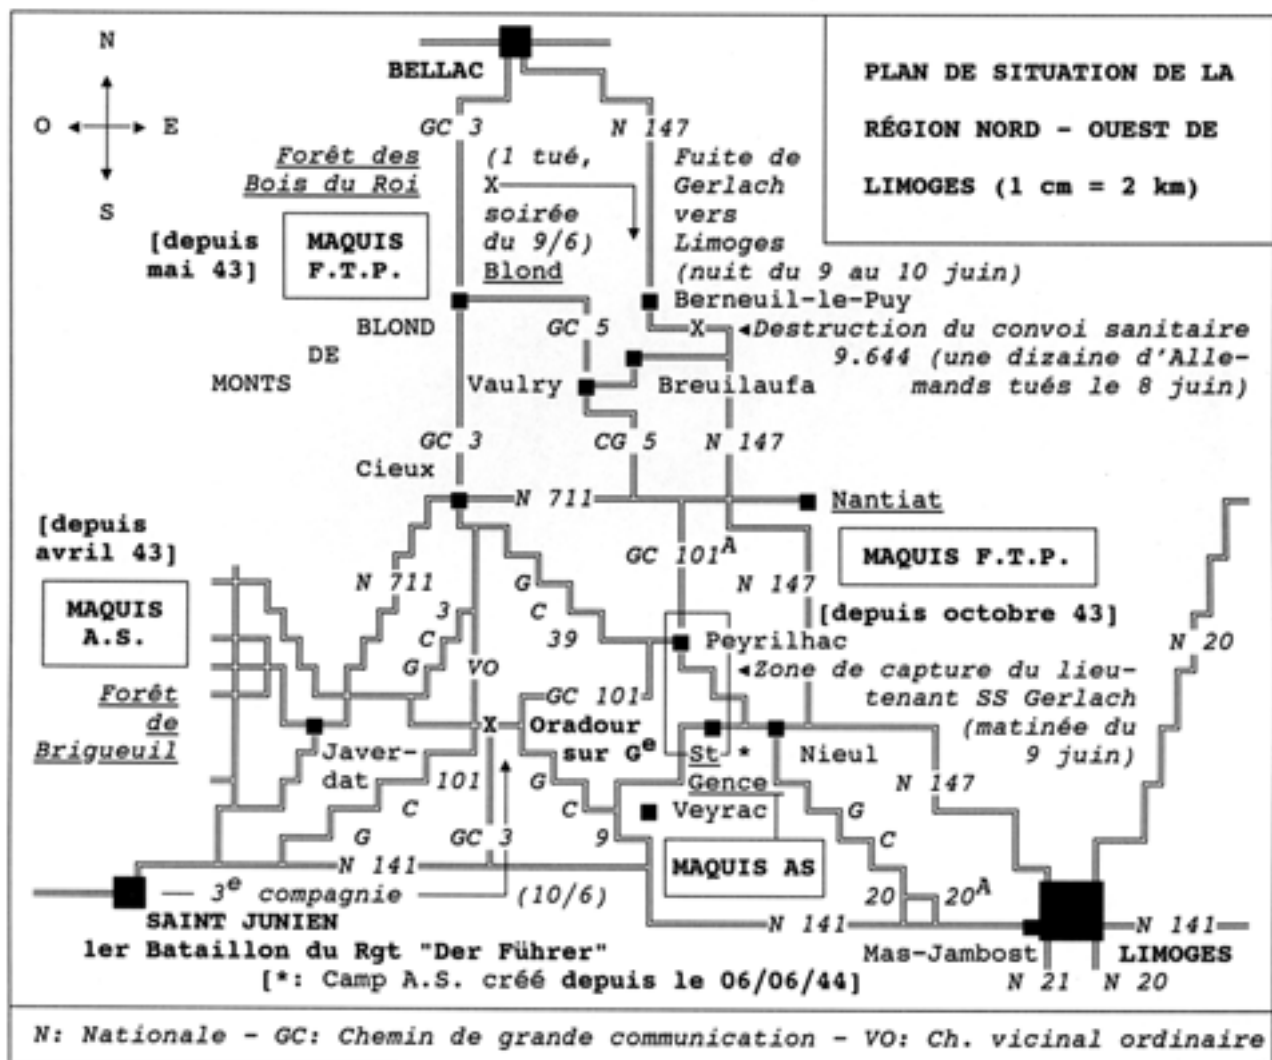 PLAN DE SITUATION DE LA
RÉGION NORD - OUEST DE
LIMOGES (1 cm = 2 km)
N
O
E
S
BELLAC
GC 3
N 147
Forêt des
Bois du Roi
(1 tué,
X
soirée
du 9/6)
Blond
Fuite de
Gerlach
vers
Limoges
(nuit du 9 au 10 juin)
[depuis
mai 43]
MAQUIS
F.T.P.
Berneuil-le-Puy
BLOND
DE
MONTS
GC 5
X
◄Destruction du convoi sanitaire
9.644 (une dizaine d'Alle-
mands tués le 8 juin)
Vaulry
Breuilaufa
GC 3
CG 5
N 147
Cieux
N 711
Nantiat
[depuis
avril 43]
MAQUIS
A.S.
Forêt
de
Brigueuil
N 711
G
C
39
3
C
G
VO
GC 101A
N 147
MAQUIS F.T.P.
[depuis octobre 43]
N 20
Peyrilhac
◄Zone de capture du lieu-
tenant SS Gerlach
(matinée du
9 juin)
GC 101
X
Oradour
sur Ge
Javer-
dat
101
C
G
G
C
9
St *
Gence
Nieul
Veyrac
N 147
G
C
20
20A
GC 3
N 141
MAQUIS AS
— 3e compagnie —
(10/6)
SAINT JUNIEN
1er Bataillon du Rgt "Der Führer"
[*: Camp A.S. créé depuis le 06/06/44]
N 141
N 141
Mas-Jambost
LIMOGES
N 21
N 20
N: Nationale - GC: Chemin de grande communication - VO: Ch. vicinal ordinaire